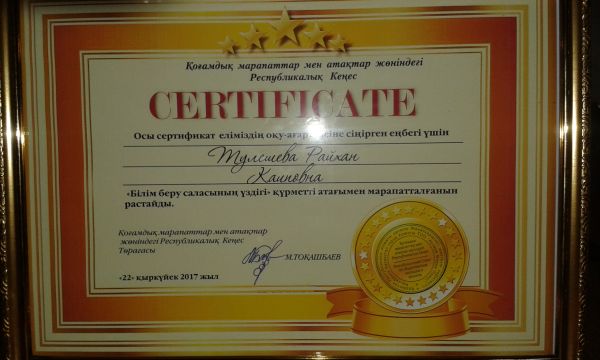 Қоғамдық марапаттар мен атақтар жөніндегі
Республикалық Кеңес
CERTIFICATE
Осы сертификат еліміздің оқу-ағарту ісіне сіңірген еңбегі үшін
Райхан
Каиповна
«Білім беру саласының үздігі» құрметті атағымен марапатталғанын
растайды.
Қоғамдық марапаттар мен атақтар
жөніндегі Республикалық Кеңес
Төрағасы
М.ТОҚАШБАЕВ
«22» қыркүйек 2017 жыл